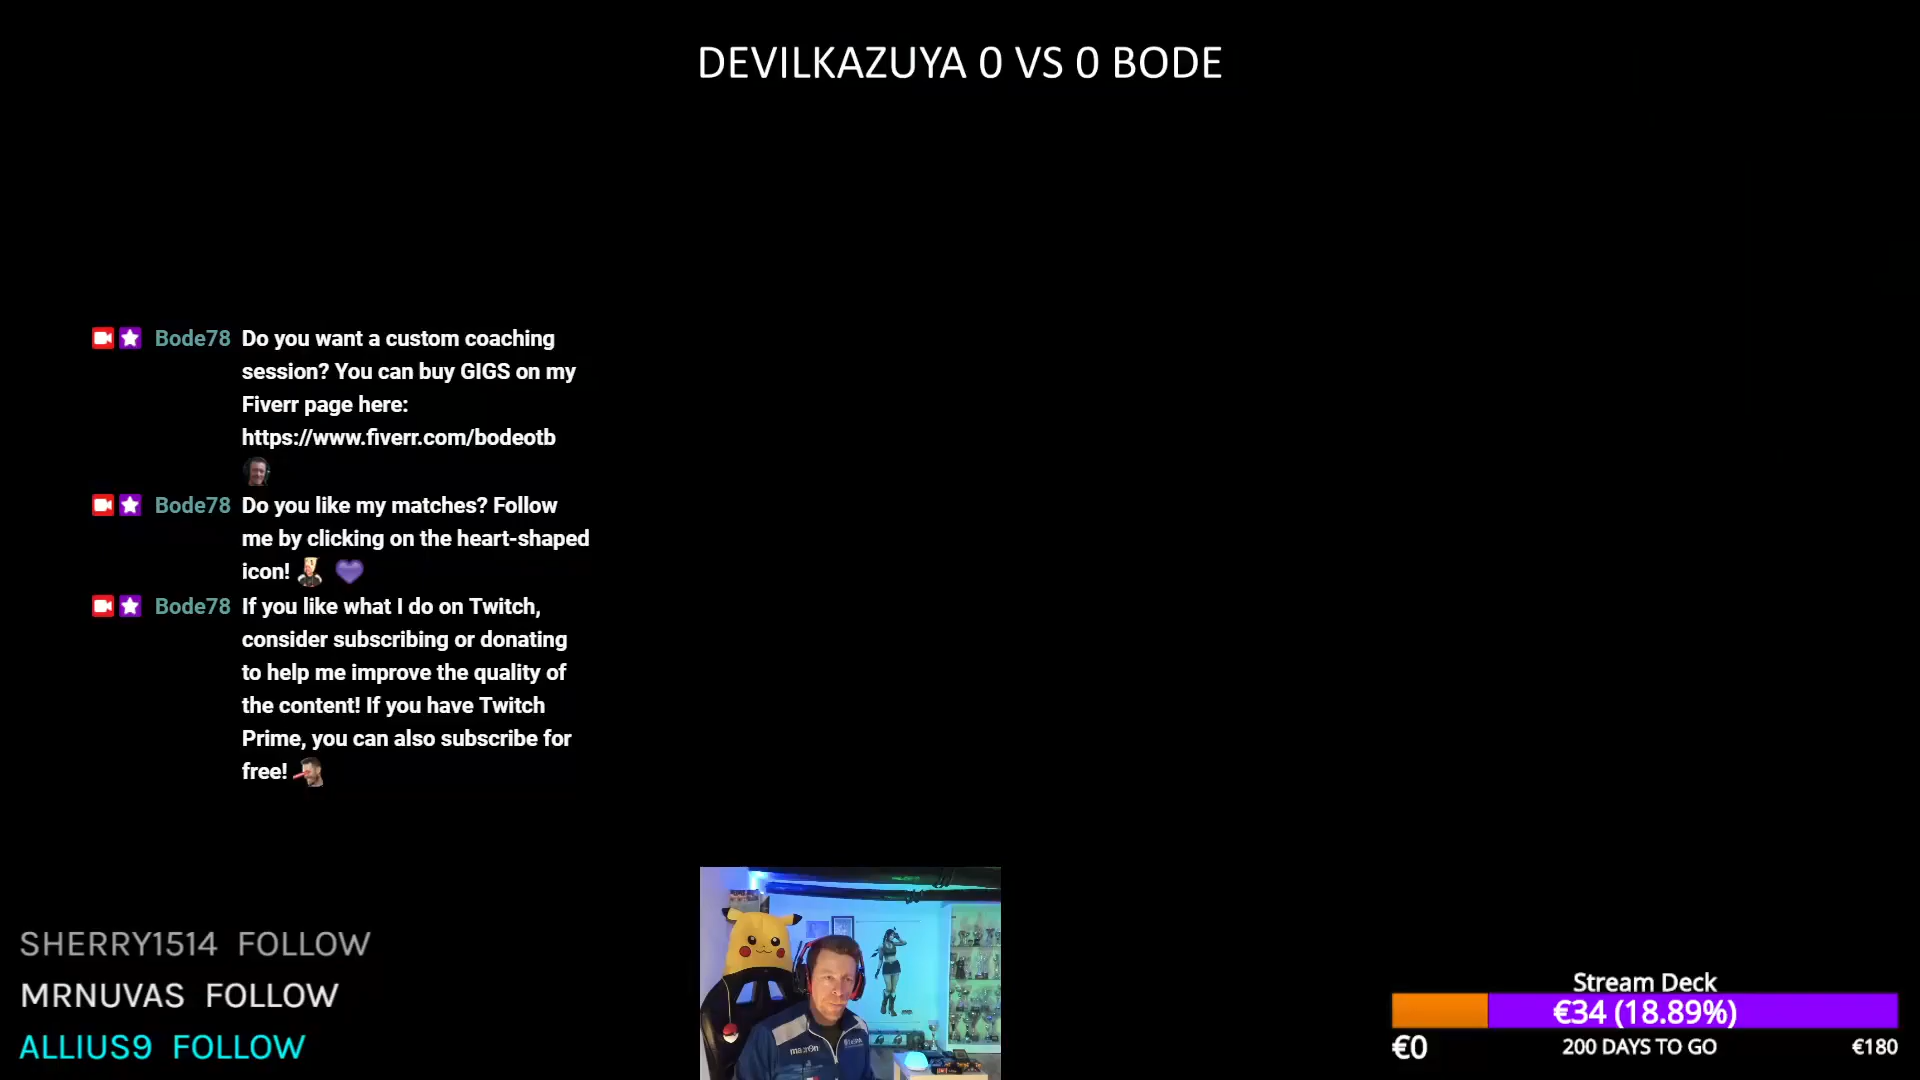 DEVILKAZUYA 0 VS 0 BODE
Bode78 Do you want a custom coaching
session? You can buy GIGS on my
Fiverr page here:
https://www.fiverr.com/bodeotb
Bode78 Do you like my matches? Follow
me by clicking on the heart-shaped
icon!
Bode78 If you like what I do on Twitch,
consider subscribing or donating
to help me improve the quality of
the content! If you have Twitch
Prime, you can also subscribe for
free!
SHERRY1514 FOLLOW
MRNUVAS FOLLOW
ALLIUS9 FOLLOW
macron
Stream Deck
€34 (18.89%)
€0 200 DAYS TO GO €180